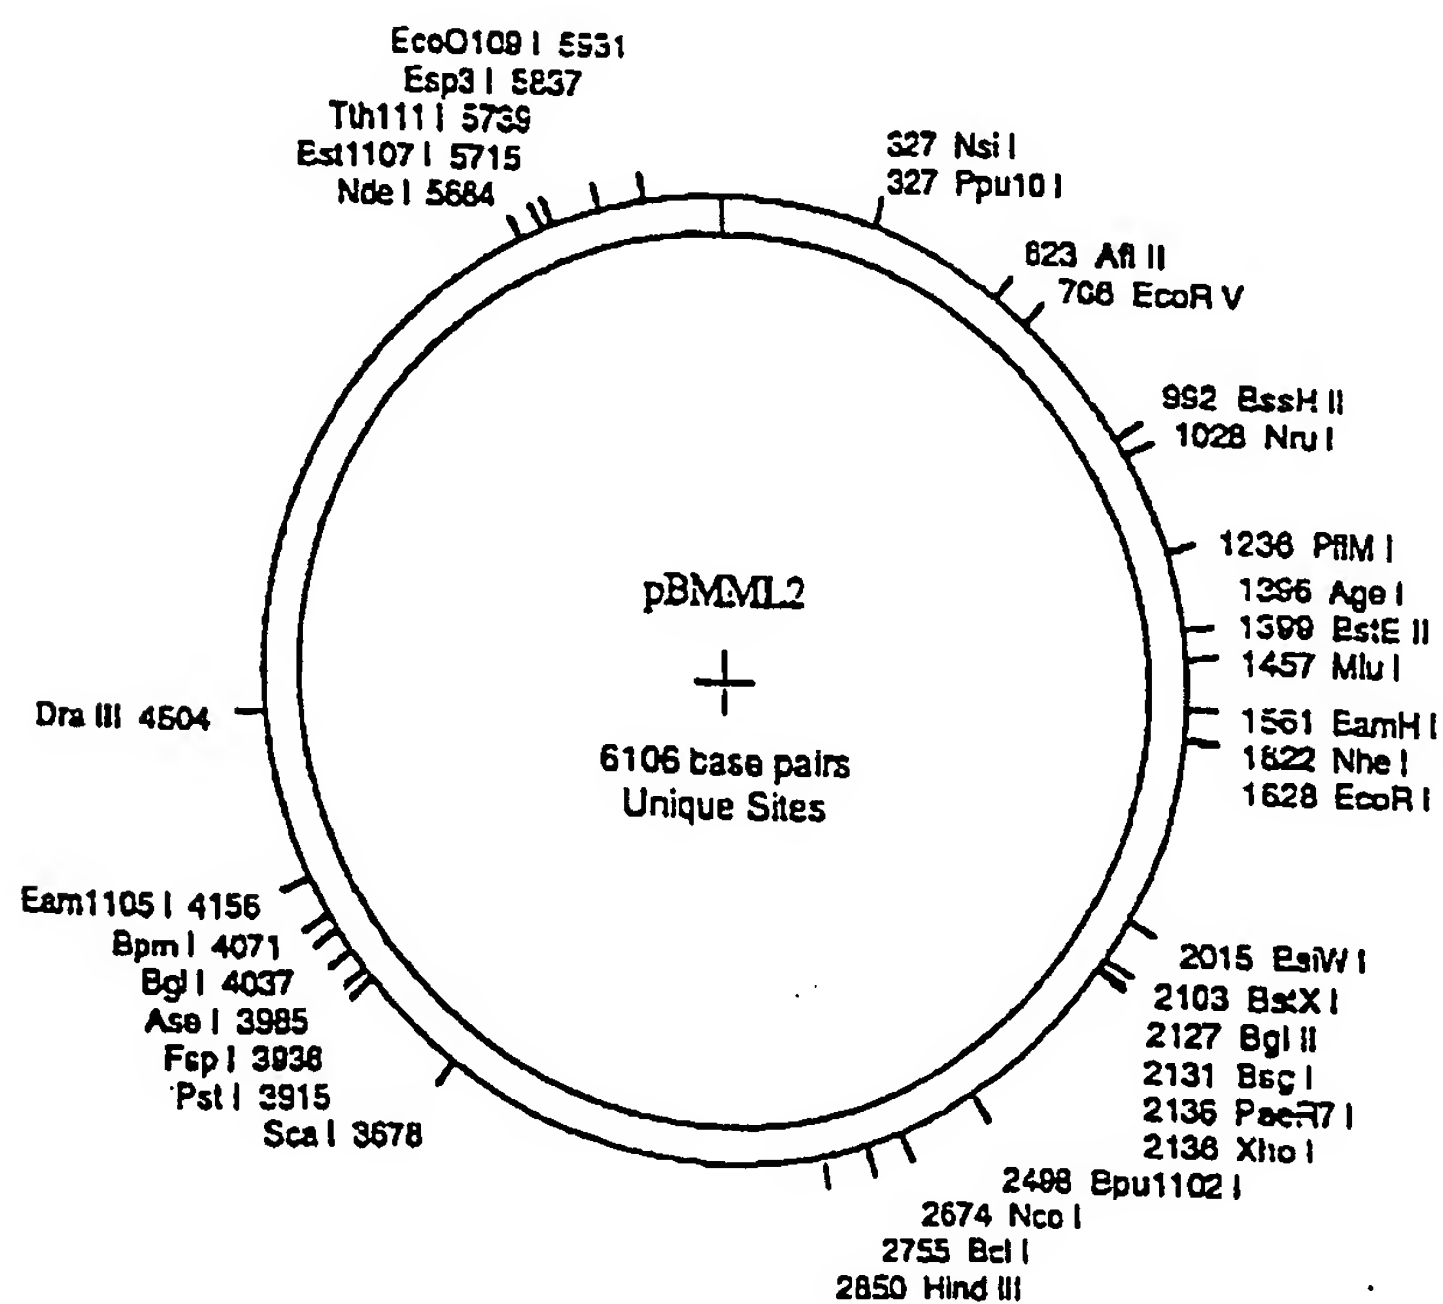 EcoO109 I 5931
Esp3 I 5837
Tth111 I 5739
Bst1107 I 5715
Nde I 5684
327 Nsi I
327 Ppu10 I
623 Afl II
708 EcoR V
992 BssH II
1028 Nru I
1236 PflM I
1396 Age I
1399 BstE II
1457 Mlu I
1561 BamH I
1622 Nhe I
1628 EcoR I
pBMML2
6106 base pairs
Unique Sites
Dra III 4504
Eam1105 I 4156
Bpm I 4071
Bgl I 4037
Ase I 3985
Fsp I 3936
Pst I 3915
Sca I 3678
2015 BsiW I
2103 BstX I
2127 Bgl II
2131 Bsg I
2136 PaeR7 I
2136 Xho I
2498 Bpu1102 I
2674 Nco I
2755 Bcl I
2850 Hind III